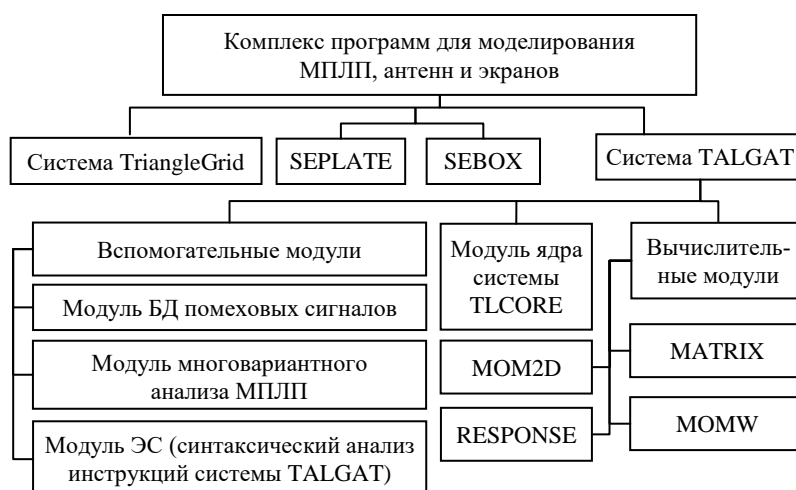 Комплекс программ для моделирования
МПЛП, антенн и экранов
Система TriangleGrid
SEPLATE
SEBOX
Система TALGAT
Вспомогательные модули
Модуль БД помеховых сигналов
Модуль многовариантного
анализа МПЛП
Модуль ЭС (синтаксический анализ
инструкций системы TALGAT)
Модуль ядра
системы
TLCORE
MOM2D
RESPONSE
Вычислитель-
ные модули
MATRIX
MOMW